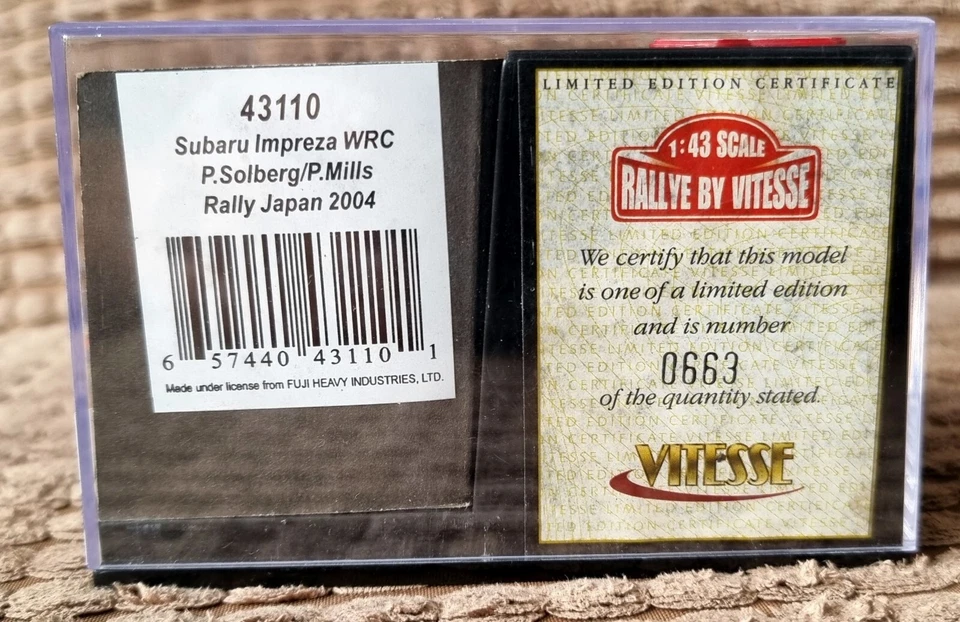 43110
Subaru Impreza WRC
P.Solberg/P.Mills
Rally Japan 2004
6 57440 43110 1
Made under license from FUJI HEAVY INDUSTRIES, LTD.
LIMITED EDITION CERTIFICATE
1:43 SCALE
RALLYE BY VITESSE
We certify that this model
is one of a limited edition
and is number
0663
of the quantity stated.
VITESSE